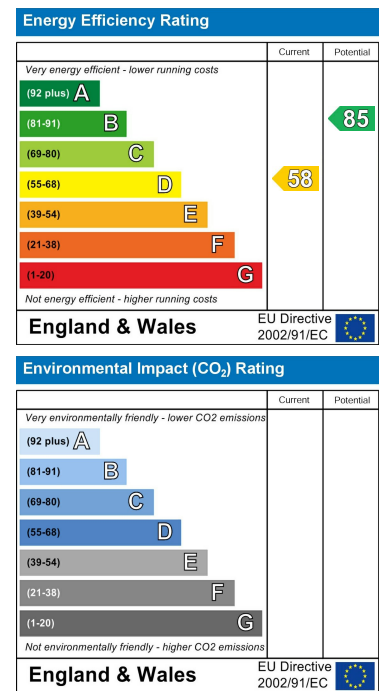 Energy Efficiency Rating
Current Potential
Very energy efficient - lower running costs
(92 plus) A
(81-91) B
(69-80) C
(55-68) D
(39-54) E
(21-38) F
(1-20) G
58
85
Not energy efficient - higher running costs
England & Wales
EU Directive
2002/91/EC
Environmental Impact (CO₂) Rating
Current Potential
Very environmentally friendly - lower CO2 emissions
(92 plus) A
(81-91) B
(69-80) C
(55-68) D
(39-54) E
(21-38) F
(1-20) G
Not environmentally friendly - higher CO2 emissions
England & Wales
EU Directive
2002/91/EC